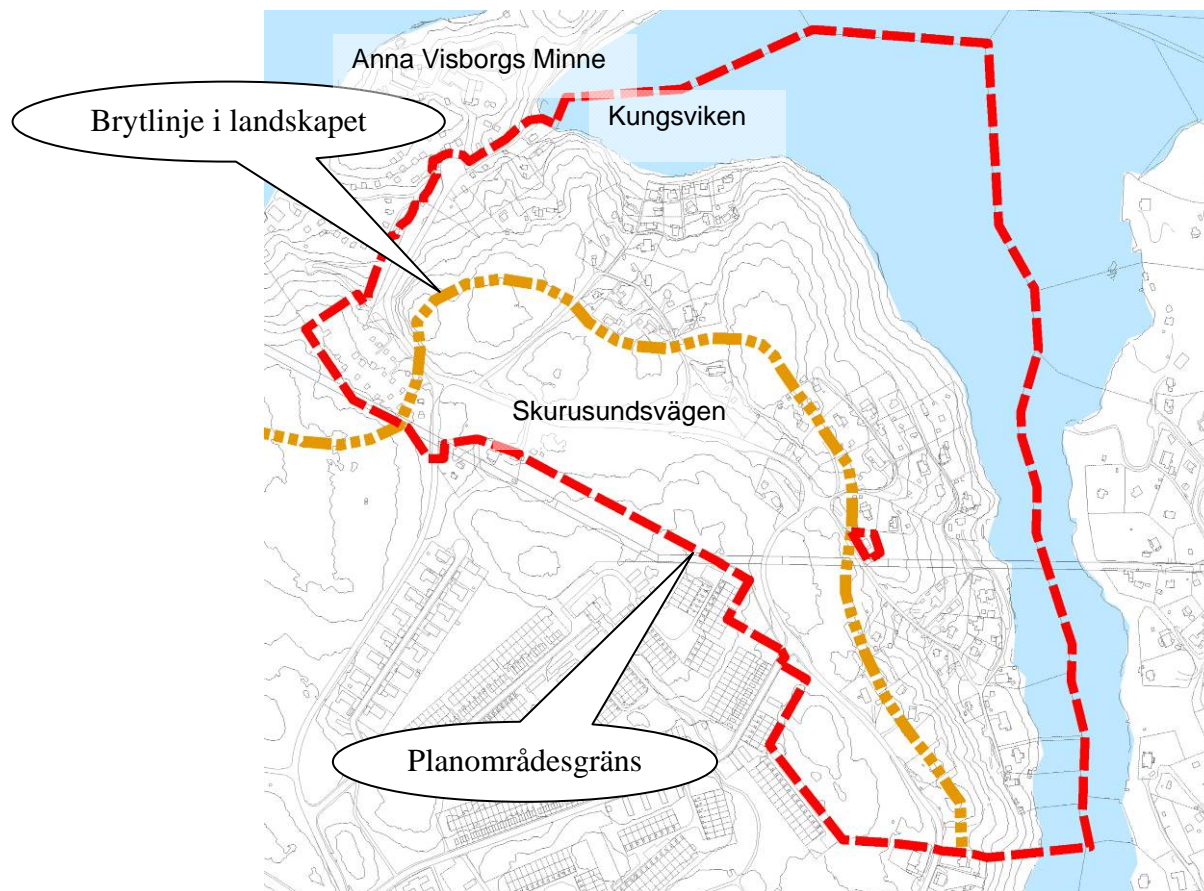 Anna Visborgs Minne
Brytlinje i landskapet
Kungsviken
Skurusundsvägen
Planområdesgräns